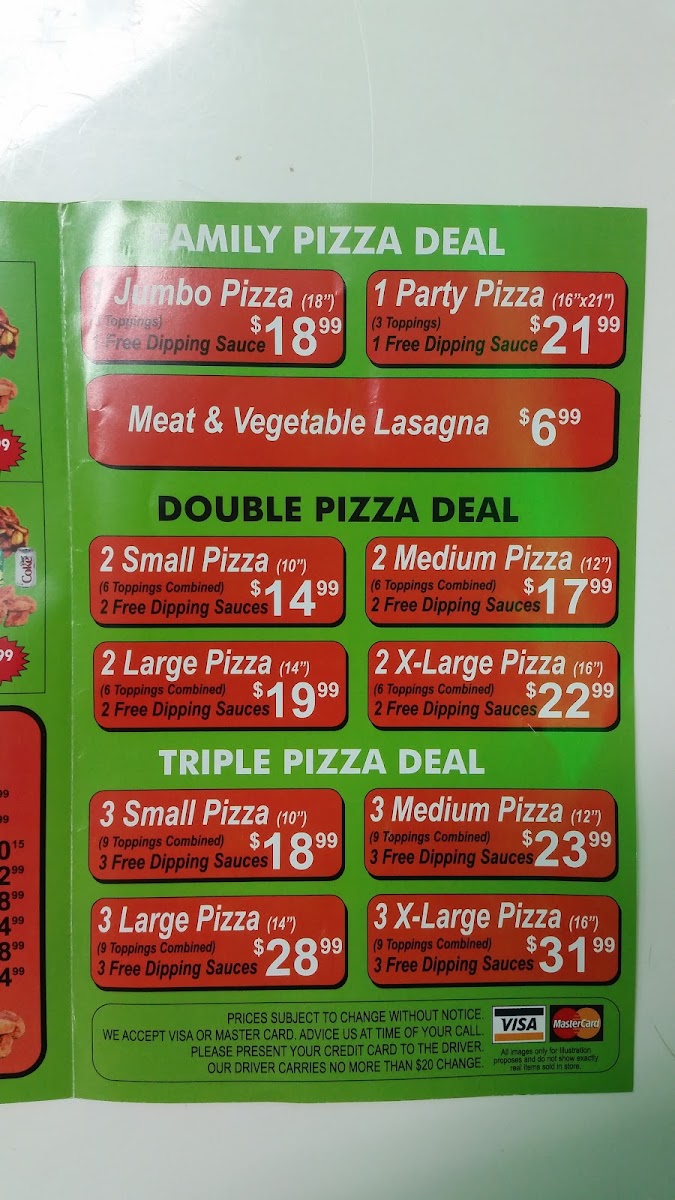 FAMILY PIZZA DEAL
1 Jumbo Pizza (18")
Toppings)
1 Free Dipping Sauce $18.99
1 Party Pizza (16"x21")
(3 Toppings)
1 Free Dipping Sauce $21.99
Meat & Vegetable Lasagna $6.99
DOUBLE PIZZA DEAL
2 Small Pizza (10")
(6 Toppings Combined)
2 Free Dipping Sauces $14.99
2 Medium Pizza (12")
(6 Toppings Combined)
2 Free Dipping Sauces $17.99
2 Large Pizza (14")
(6 Toppings Combined)
2 Free Dipping Sauces $19.99
2 X-Large Pizza (16")
(6 Toppings Combined)
2 Free Dipping Sauces $22.99
TRIPLE PIZZA DEAL
3 Small Pizza (10")
(9 Toppings Combined)
3 Free Dipping Sauces $18.99
3 Medium Pizza (12")
(9 Toppings Combined)
3 Free Dipping Sauces $23.99
3 Large Pizza (14")
(9 Toppings Combined)
3 Free Dipping Sauces $28.99
3 X-Large Pizza (16")
(9 Toppings Combined)
3 Free Dipping Sauces $31.99
PRICES SUBJECT TO CHANGE WITHOUT NOTICE.
WE ACCEPT VISA OR MASTER CARD. ADVICE US AT TIME OF YOUR CALL.
PLEASE PRESENT YOUR CREDIT CARD TO THE DRIVER.
OUR DRIVER CARRIES NO MORE THAN $20 CHANGE.
VISA
MasterCard
All images only for Illustration
proposes and do not show exactly
real items sold in store.
Coke